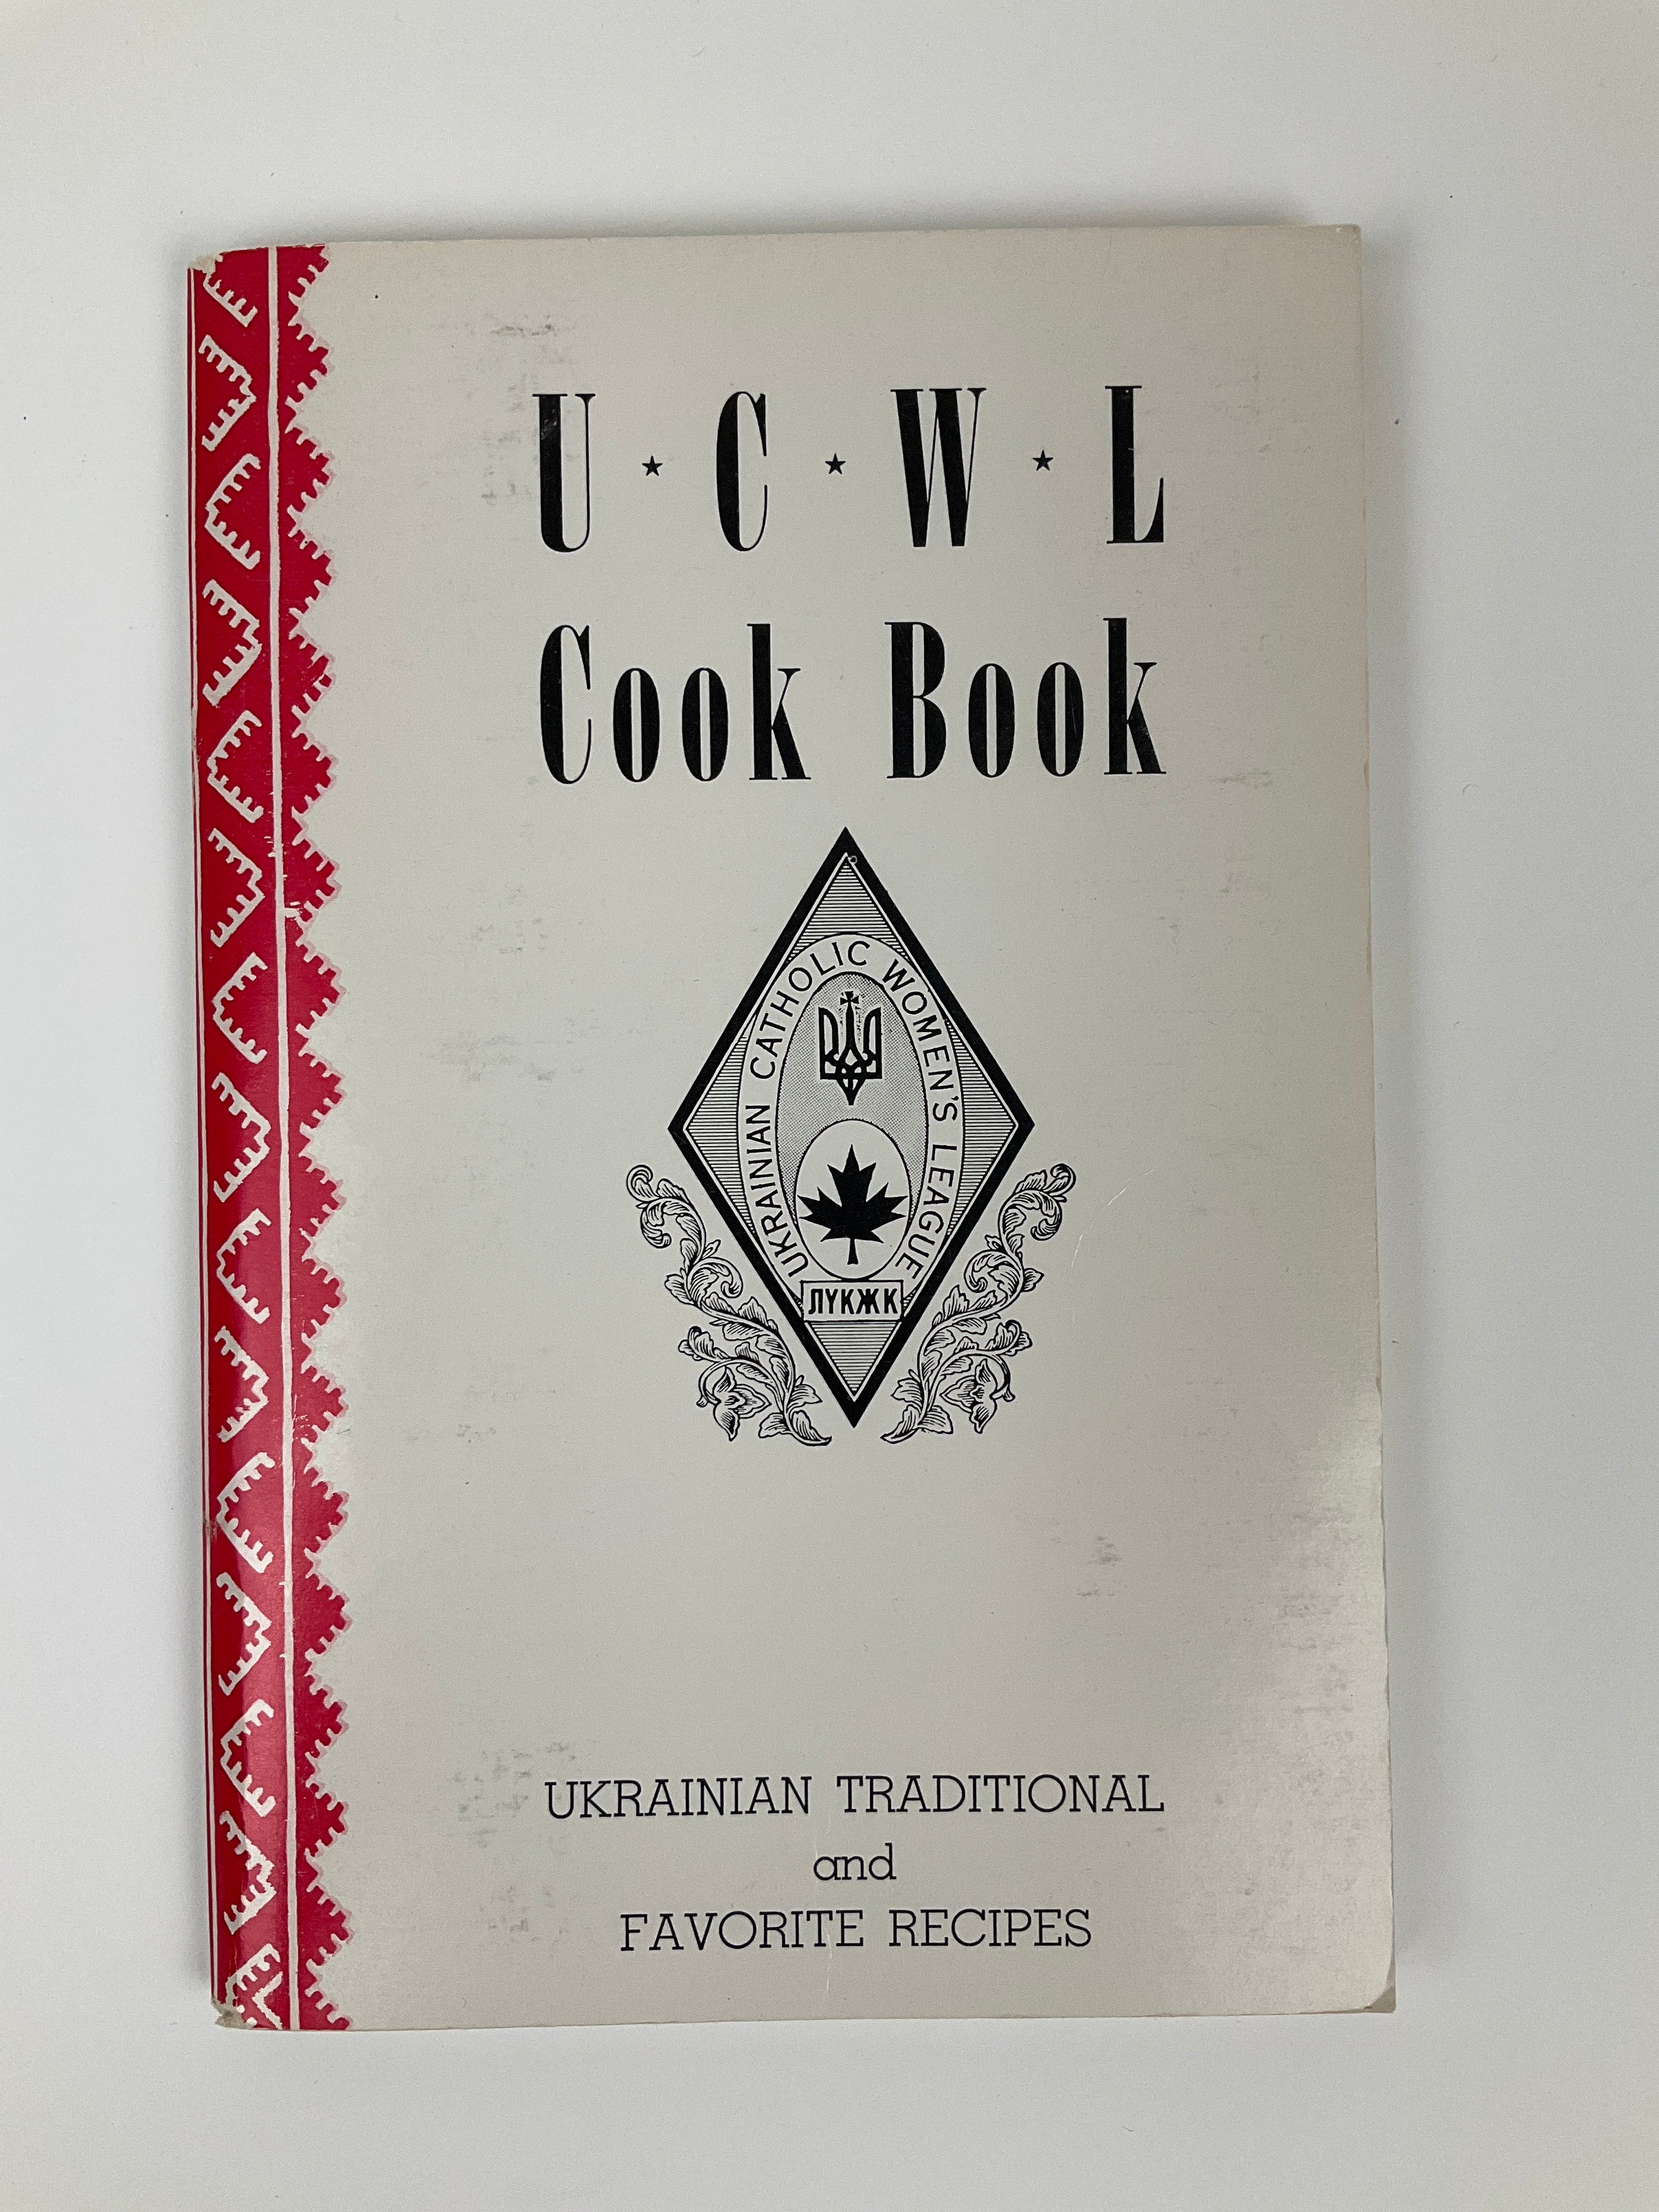 U ★ C ★ W ★ L
Cook Book
UKRAINIAN CATHOLIC WOMEN'S LEAGUE
ЛУКЖК
UKRAINIAN TRADITIONAL
and
FAVORITE RECIPES